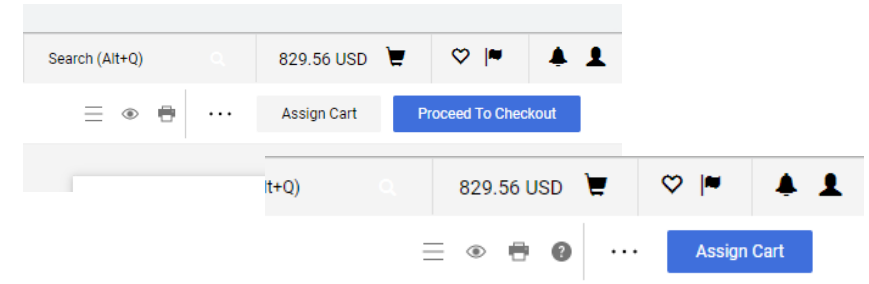 Search (Alt+Q) 829.56 USD
Assign Cart Proceed To Checkout
lt+Q) 829.56 USD
Assign Cart